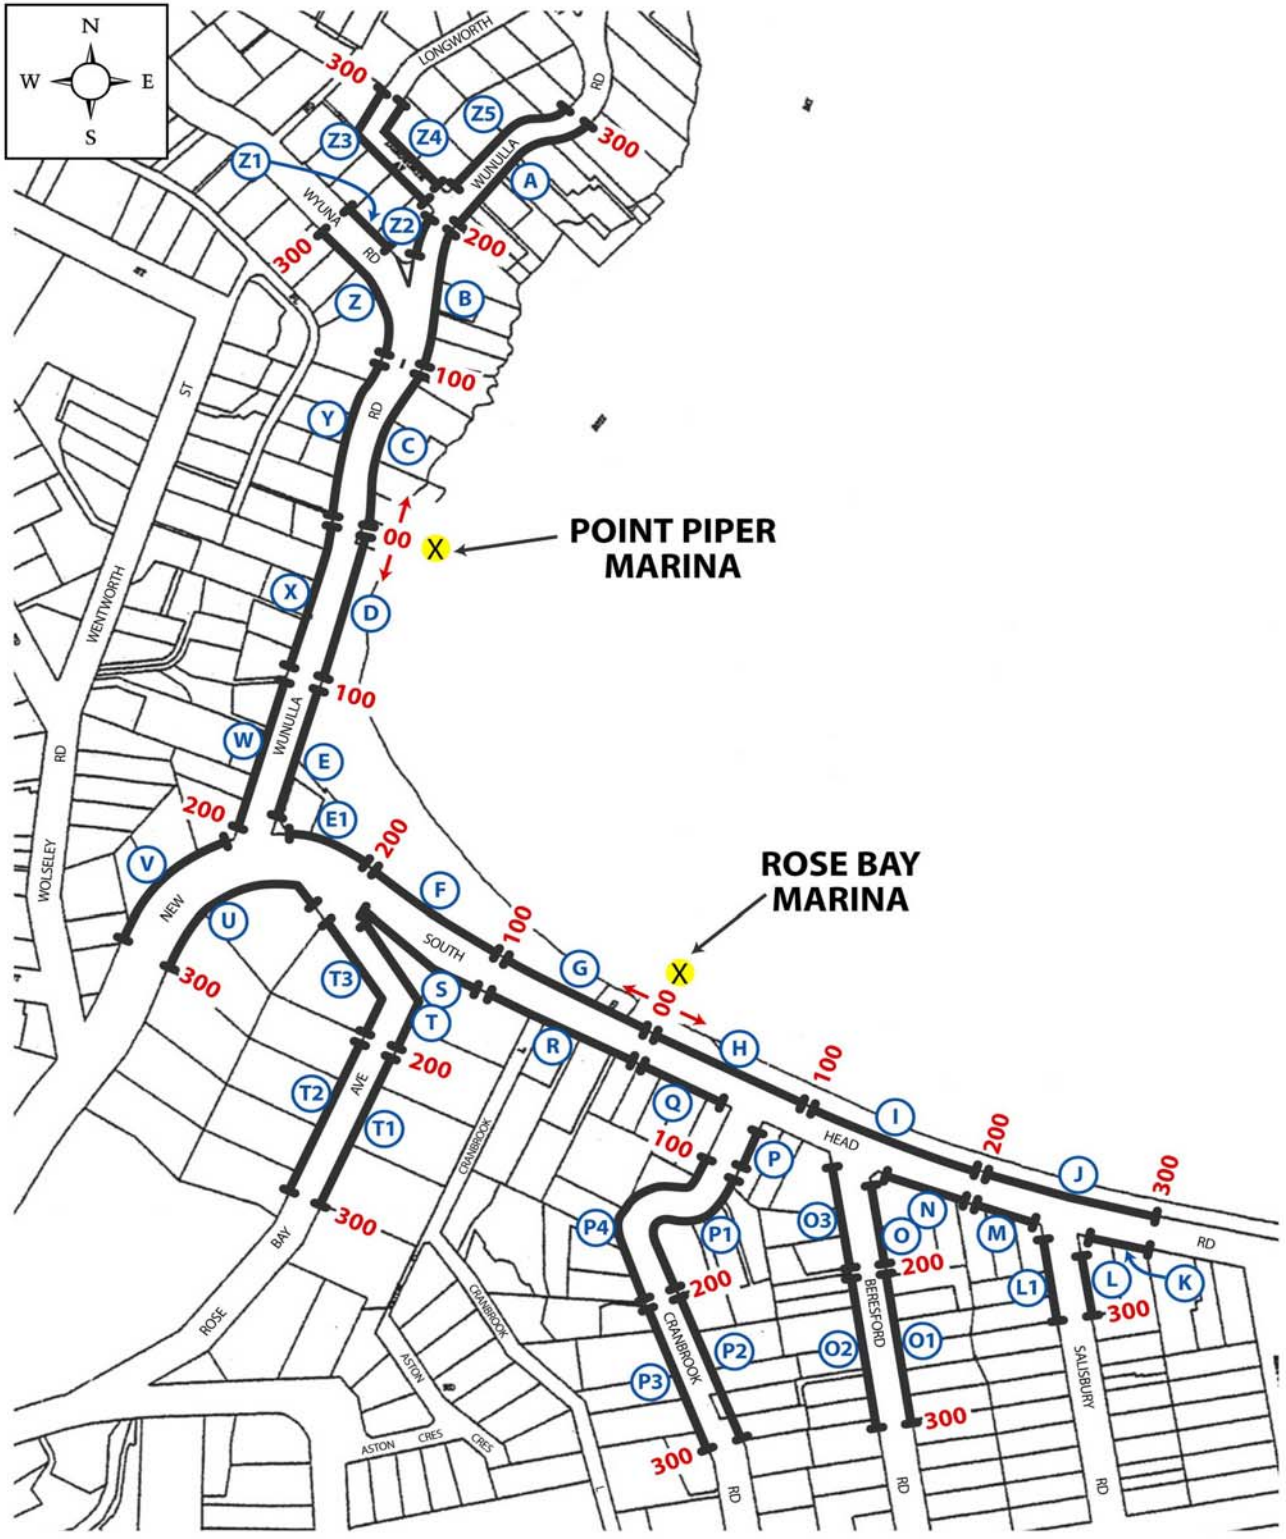 N
W E
S
LONGWORTH
300
RD
Z5
Z3
Z4
300
Z1
WUNULLA
A
WYUNA
Z2
200
RD
300
Z
B
100
ST
Y
RD
C
00
X
POINT PIPER
MARINA
X
D
WENTWORTH
100
W
WUNULLA
RD
E
200
E1
200
V
WOLSELEY
F
ROSE BAY
MARINA
NEW
U
100
SOUTH
G
X
300
T3
S
00
T
R
H
200
100
AVE
T2
Q
T1
I
HEAD
200
CRANBROOK
100
P
J
300
300
P4
P1
O3
N
O
M
BAY
RD
200
200
L1
L
K
300
CRANBROOK
ROSE
CRANBROOK
BERESFORD
P2
O2
O1
ASTON
P3
SALISBURY
300
ASTON CRES
CRES
300
L
RD
RD
RD